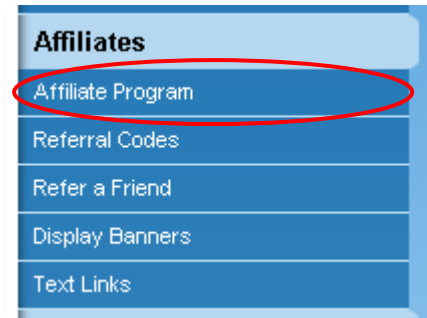 Affiliates
Affiliate Program
Referral Codes
Refer a Friend
Display Banners
Text Links